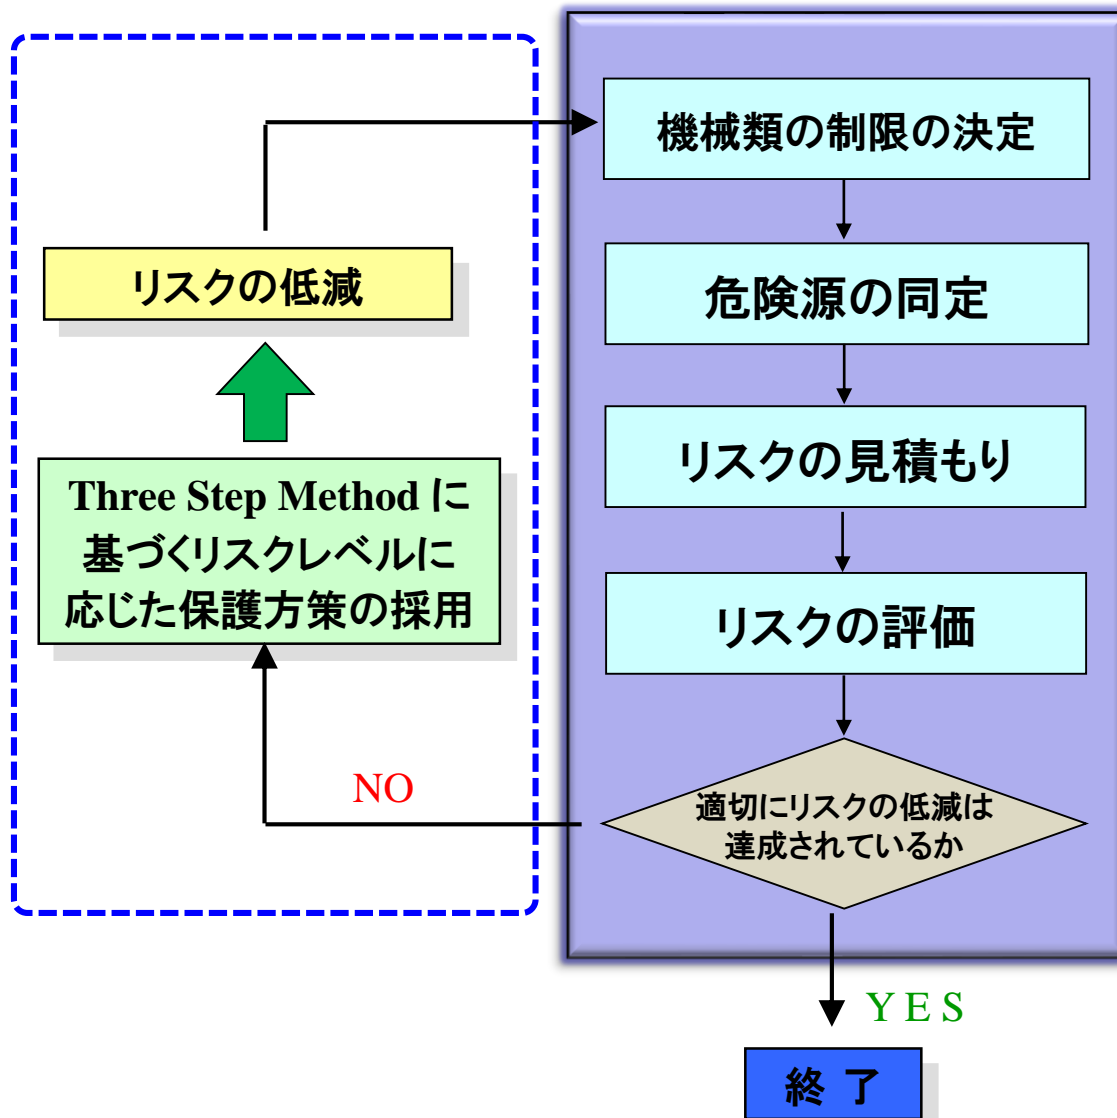 機械類の制限の決定
危険源の同定
リスクの見積もり
リスクの評価
適切にリスクの低減は
達成されているか
NO
Three Step Method に
基づくリスクレベルに
応じた保護方策の採用
リスクの低減
YES
終 了